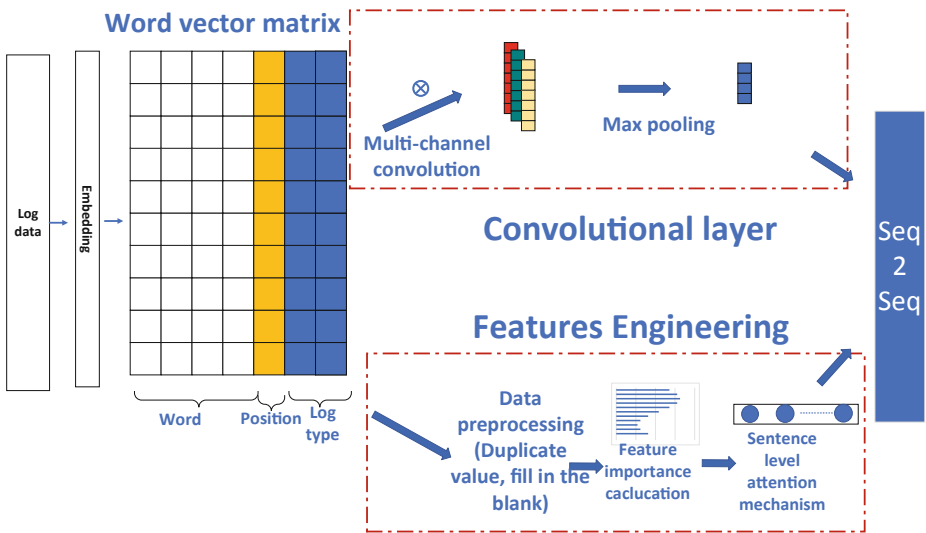 Word vector matrix
Log
data
Embedding
Word
Position
Log
type
Multi-channel
convolution
Max pooling
Convolutional layer
Features Engineering
Data
preprocessing
(Duplicate
value, fill in the
blank)
Feature
importance
caclucation
Sentence
level
attention
mechanism
Seq
2
Seq